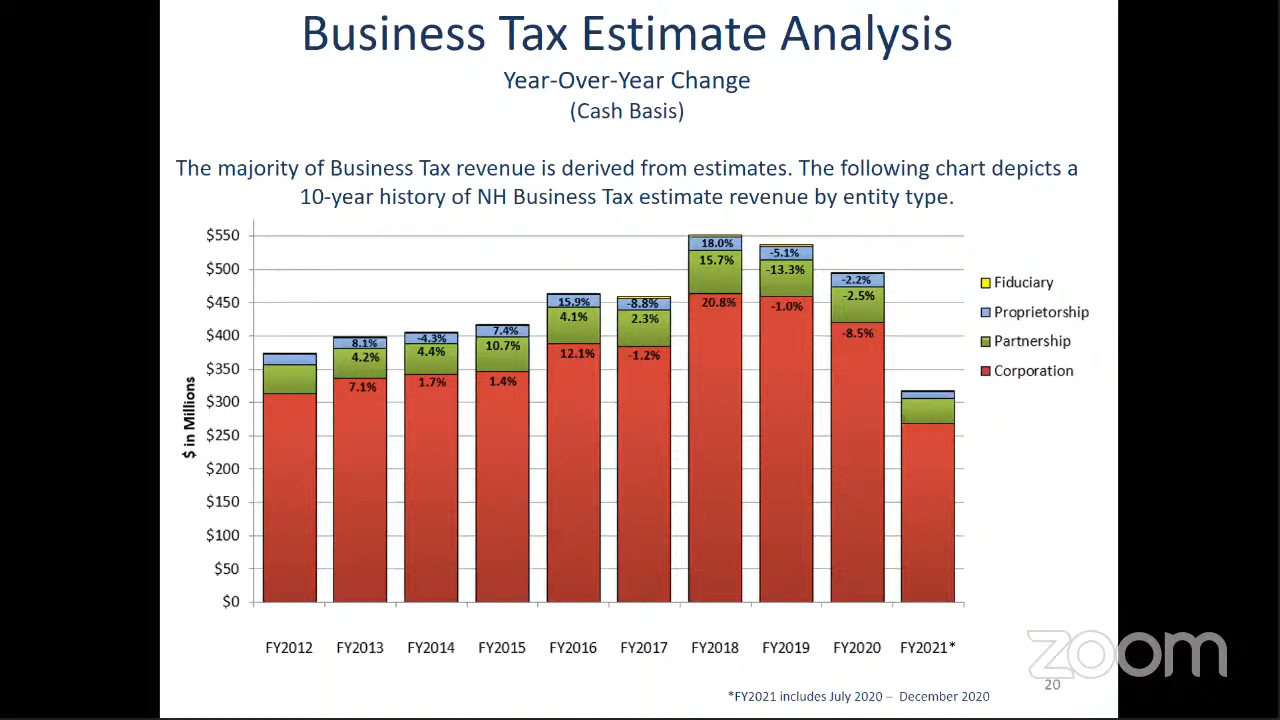 Business Tax Estimate Analysis
Year-Over-Year Change
(Cash Basis)
The majority of Business Tax revenue is derived from estimates. The following chart depicts a
10-year history of NH Business Tax estimate revenue by entity type.
$550
$500
$450
$400
$350
$300
$250
$200
$150
$100
$50
$0
$ in Millions
8.1%
4.2%
7.1%
-4.3%
4.4%
1.7%
7.4%
10.7%
1.4%
15.9%
4.1%
12.1%
-8.8%
2.3%
-1.2%
18.0%
15.7%
20.8%
-5.1%
-13.3%
-1.0%
-2.2%
-2.5%
-8.5%
Fiduciary
Proprietorship
Partnership
Corporation
FY2012 FY2013 FY2014 FY2015 FY2016 FY2017 FY2018 FY2019 FY2020 FY2021*
*FY2021 includes July 2020 – December 2020
20
zoom